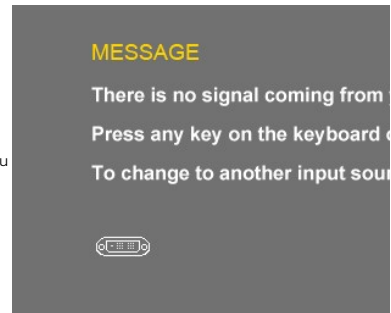 MESSAGE
There is no signal coming from
Press any key on the keyboard
u
To change to another input sour